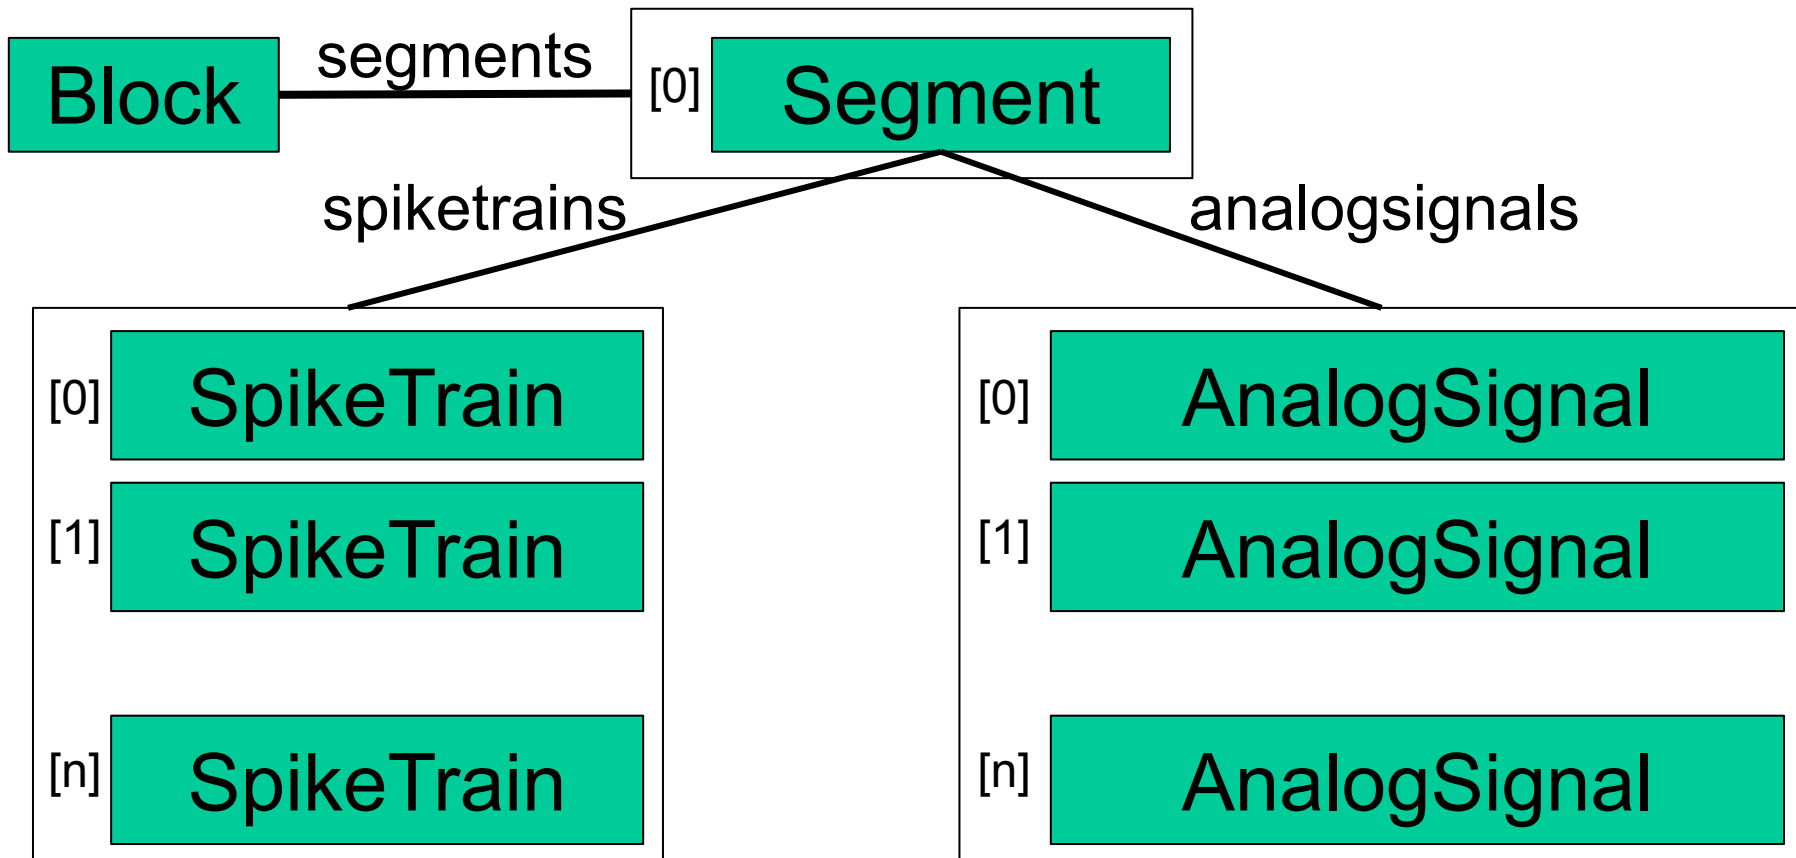 Block segments [0] Segment
spiketrains analogsignals
[0] SpikeTrain [0] AnalogSignal
[1] SpikeTrain [1] AnalogSignal
[n] SpikeTrain [n] AnalogSignal